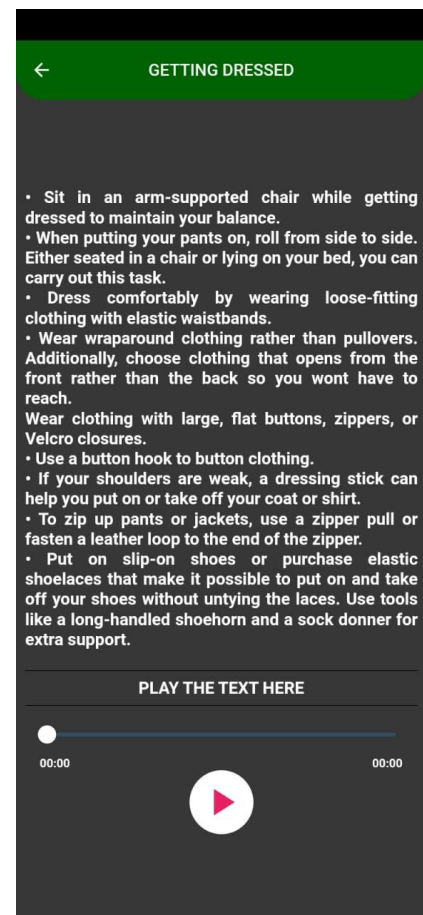 GETTING DRESSED
• Sit in an arm-supported chair while getting
dressed to maintain your balance.
• When putting your pants on, roll from side to side.
Either seated in a chair or lying on your bed, you can
carry out this task.
• Dress comfortably by wearing loose-fitting
clothing with elastic waistbands.
• Wear wraparound clothing rather than pullovers.
Additionally, choose clothing that opens from the
front rather than the back so you wont have to
reach.
Wear clothing with large, flat buttons, zippers, or
Velcro closures.
• Use a button hook to button clothing.
• If your shoulders are weak, a dressing stick can
help you put on or take off your coat or shirt.
• To zip up pants or jackets, use a zipper pull or
fasten a leather loop to the end of the zipper.
• Put on slip-on shoes or purchase elastic
shoelaces that make it possible to put on and take
off your shoes without untying the laces. Use tools
like a long-handled shoehorn and a sock donner for
extra support.
PLAY THE TEXT HERE
00:00 00:00